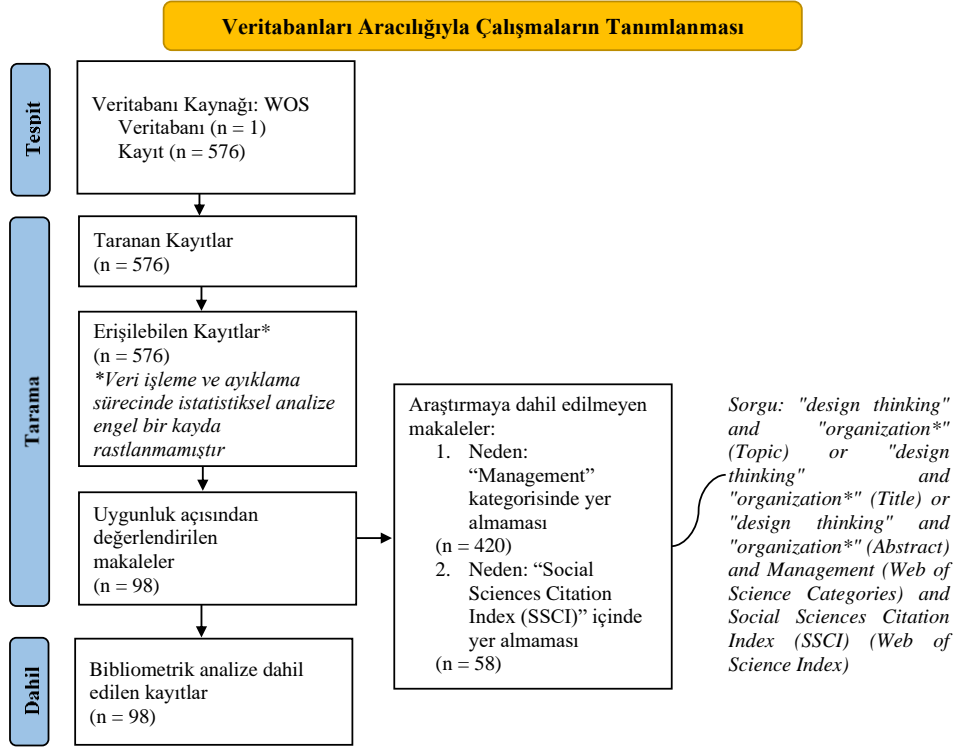 Veritabanları Aracılığıyla Çalışmaların Tanımlanması
Tespit
Veritabanı Kaynağı: WOS
Veritabanı (n = 1)
Kayıt (n = 576)
Tarama
Taranan Kayıtlar
(n = 576)
Erişilebilen Kayıtlar*
(n = 576)
*Veri işleme ve ayıklama
sürecinde istatistiksel analize
engel bir kayda
rastlanmamıştır
Uygunluk açısından
değerlendirilen
makaleler
(n = 98)
Araştırmaya dahil edilmeyen
makaleler:
1. Neden:
“Management”
kategorisinde yer
almaması
(n = 420)
2. Neden: “Social
Sciences Citation
Index (SSCI)” içinde
yer almaması
(n = 58)
Sorgu: "design thinking"
and "organization*"
(Topic) or "design
thinking" and
"organization*" (Title) or
"design thinking" and
"organization*" (Abstract)
and Management (Web of
Science Categories) and
Social Sciences Citation
Index (SSCI) (Web of
Science Index)
Dahil
Bibliometrik analize dahil
edilen kayıtlar
(n = 98)